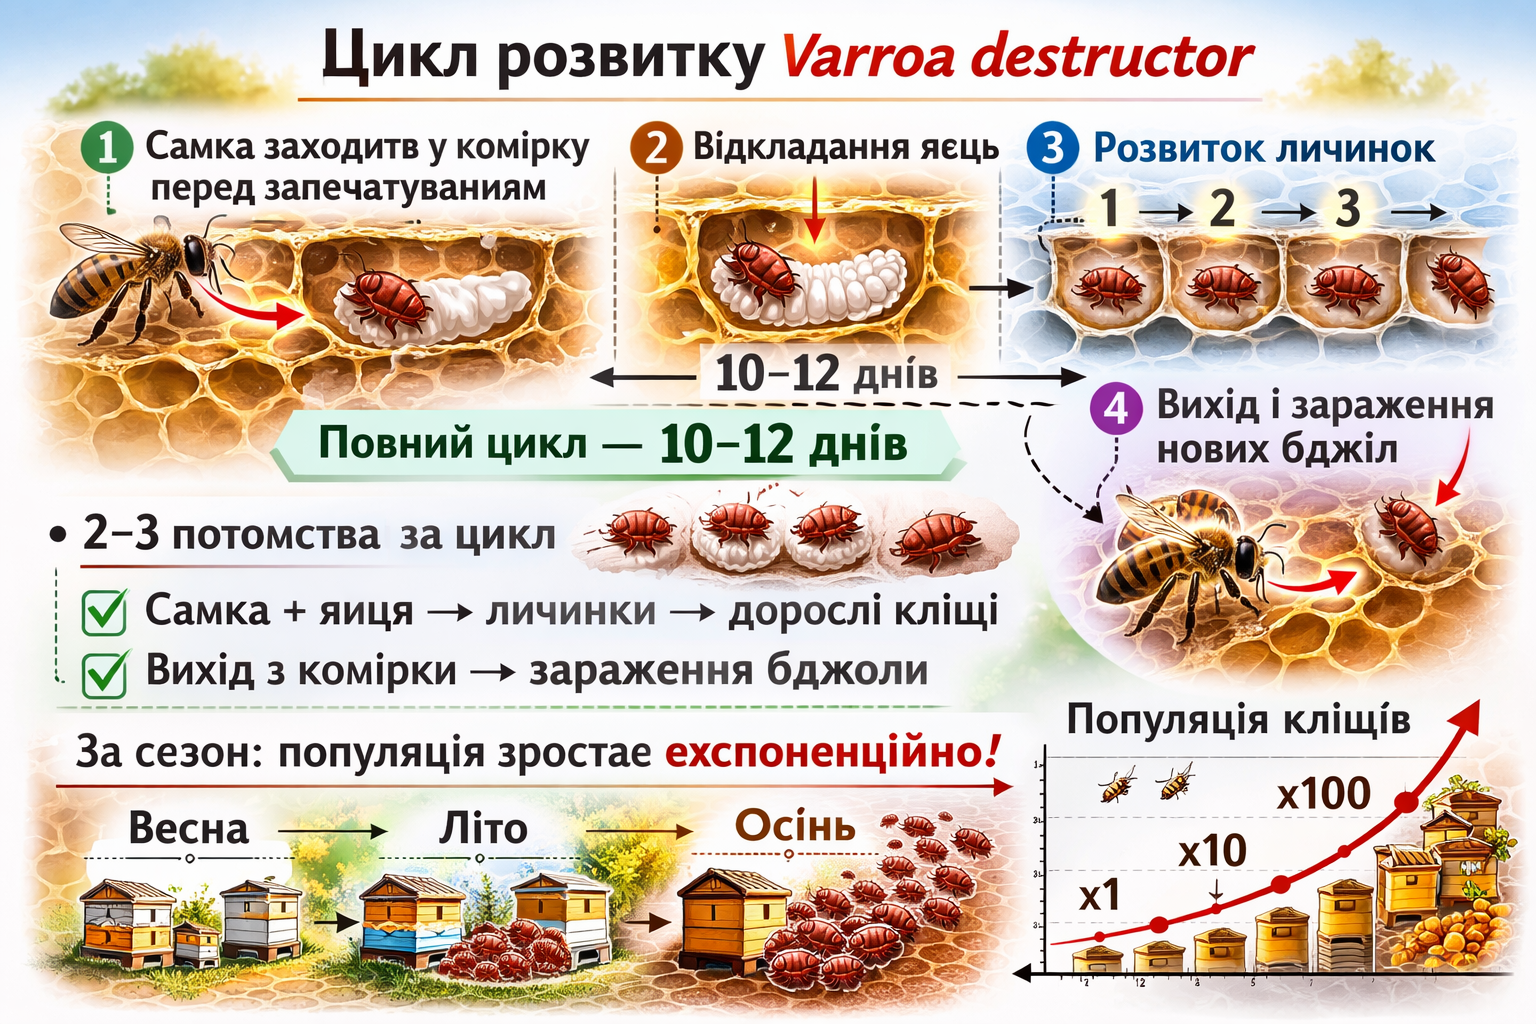 Цикл розвитку Varroa destructor
1 Самка заходитв у комірку
перед запечатуваниям
2 Відкладання яєць
3 Розвиток личинок
1 → 2 → 3 →
10–12 днів
Повний цикл — 10–12 днів
4 Вихід і зараження
нових бджіл
• 2–3 потомства за цикл
Самка + яиця → личинки → дорослі кліщі
Вихід з комірки → зараження бджоли
За сезон: популяція зростає експоненційно!
Весна → Літо → Осінь
Популяція кліщів
x100
x10
x1